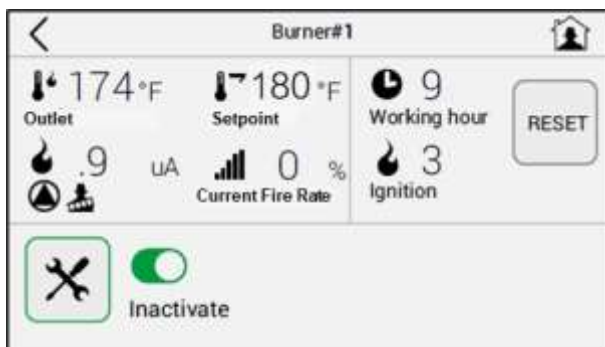 Burner#1
174 °F
Outlet
180 °F
Setpoint
9
Working hour
RESET
.9 uA
0 %
Current Fire Rate
3
Ignition
Inactivate